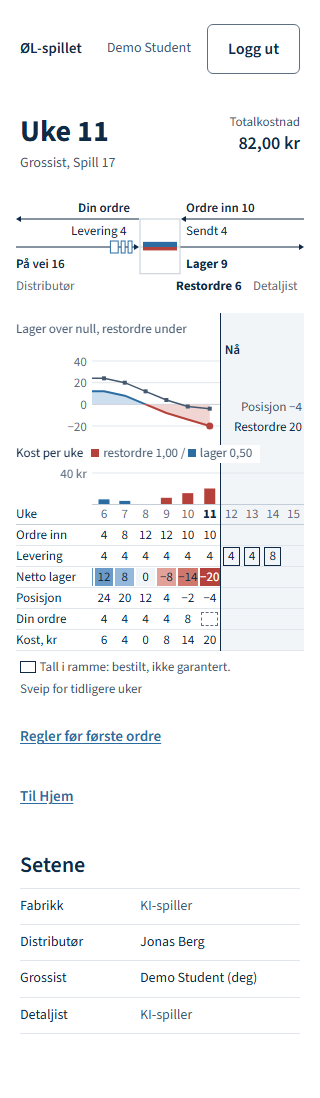 ØL-spillet Demo Student Logg ut
Uke 11
Grossist, Spill 17
Totalkostnad
82,00 kr
Din ordre Ordre inn 10
Levering 4 Sendt 4
På vei 16 Lager 9
Distributør Restordre 6 Detaljist
Lager over null, restordre under
Nå
40
20
0
−20
Posisjon −4
Restordre 20
Kost per uke restordre 1,00 / lager 0,50
40 kr
Uke 6 7 8 9 10 11 12 13 14 15
Ordre inn 4 8 12 12 10 10
Levering 4 4 4 4 4 4 4 4 8
Netto lager 12 8 0 −8 −14 −20
Posisjon 24 20 12 4 −2 −4
Din ordre 4 4 4 4 8
Kost, kr 6 4 0 8 14 20
Tall i ramme: bestilt, ikke garantert.
Sveip for tidligere uker
Regler før første ordre
Til Hjem
Setene
Fabrikk KI-spiller
Distributør Jonas Berg
Grossist Demo Student (deg)
Detaljist KI-spiller